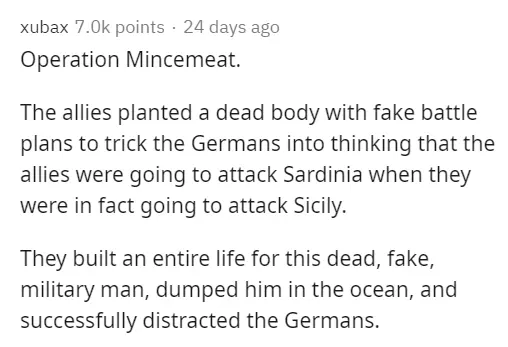 xubax 7.0k points · 24 days ago
Operation Mincemeat.
The allies planted a dead body with fake battle
plans to trick the Germans into thinking that the
allies were going to attack Sardinia when they
were in fact going to attack Sicily.
They built an entire life for this dead, fake,
military man, dumped him in the ocean, and
successfully distracted the Germans.